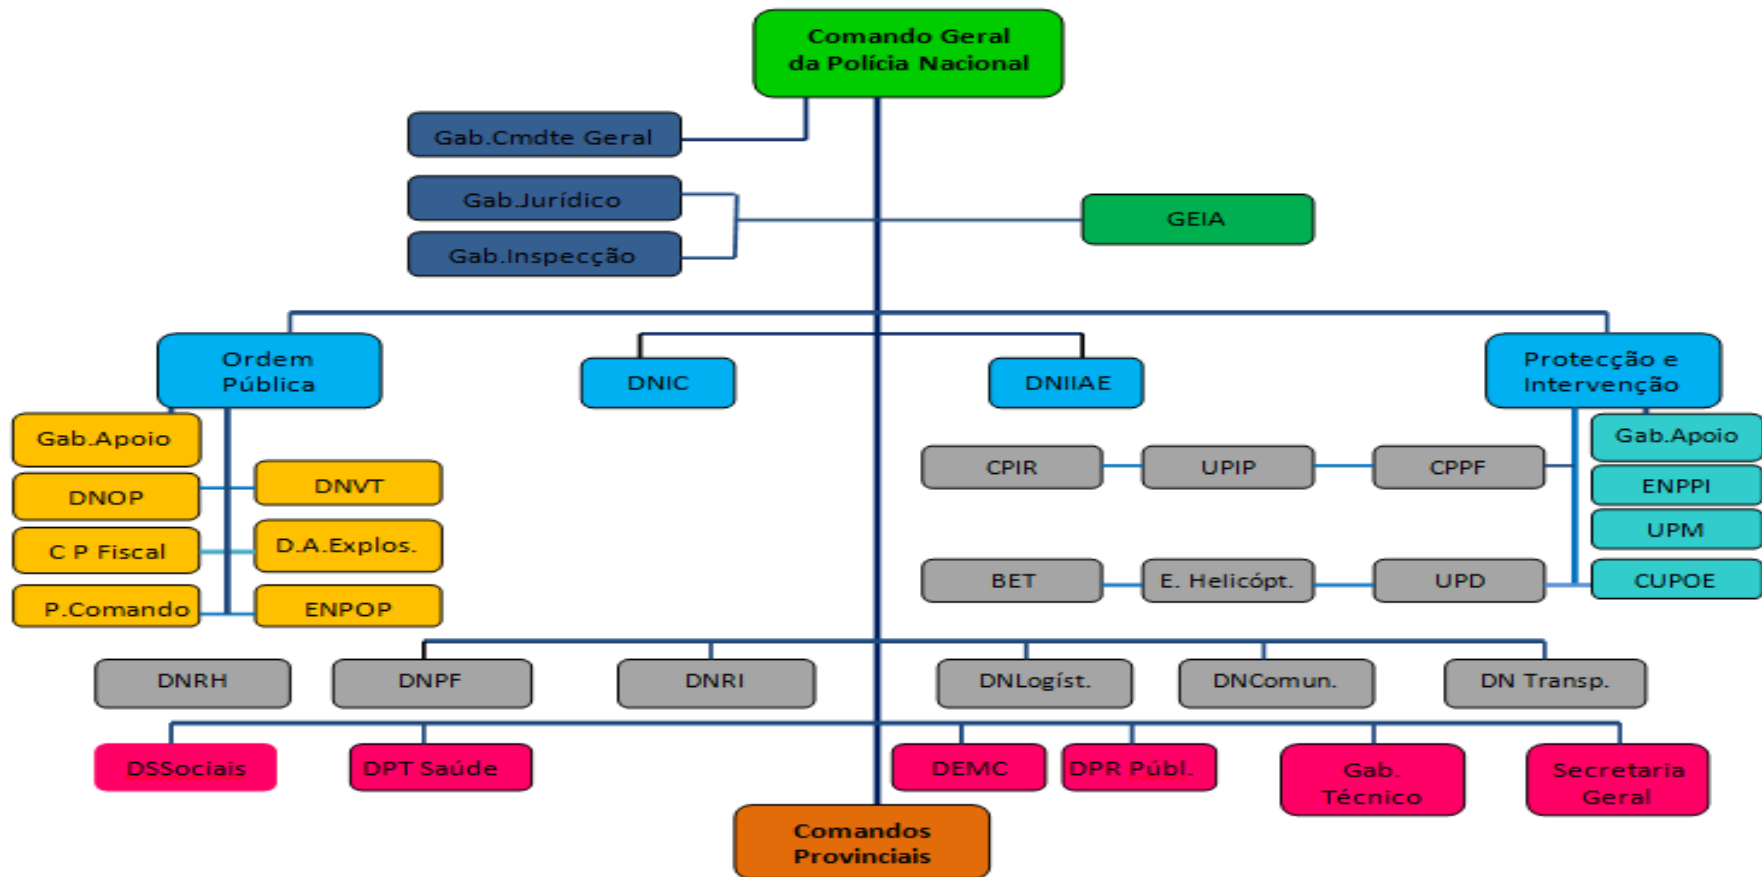 Comando Geral
da Polícia Nacional
Gab.Cmdte Geral
Gab.Jurídico
GEIA
Gab.Inspecção
Ordem
Pública
DNIC
DNIIAE
Protecção e
Intervenção
Gab.Apoio
DNOP
DNVT
C P Fiscal
D.A.Explos.
P.Comando
ENPOP
CPIR
UPIP
CPPF
BET
E. Helicópt.
UPD
Gab.Apoio
ENPPI
UPM
CUPOE
DNRH
DNPF
DNRI
DNLogíst.
DNComun.
DN Transp.
DSSociais
DPT Saúde
DEMC
DPR Públ.
Gab.
Técnico
Secretaria
Geral
Comandos
Provinciais